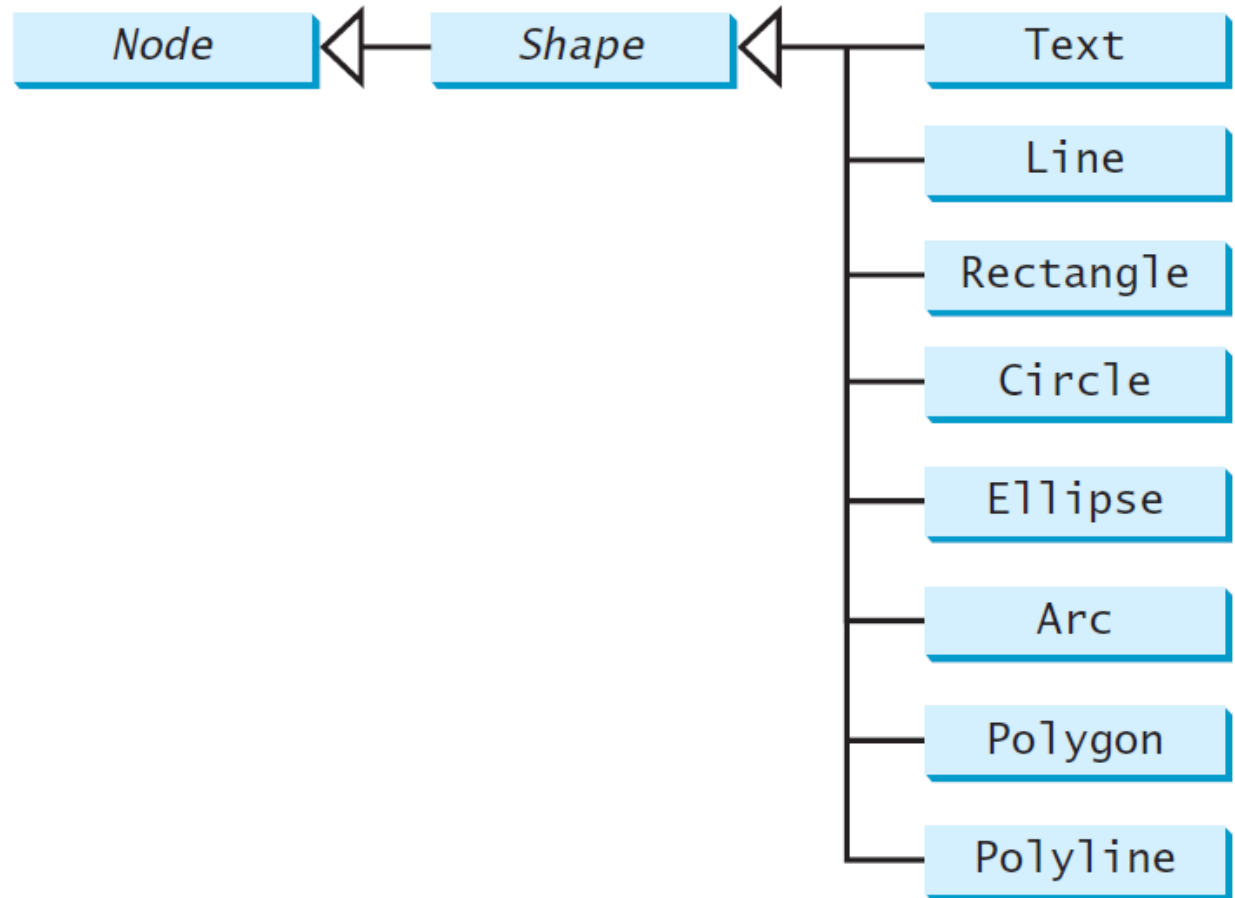 Node
Shape
Text
Line
Rectangle
Circle
Ellipse
Arc
Polygon
Polyline